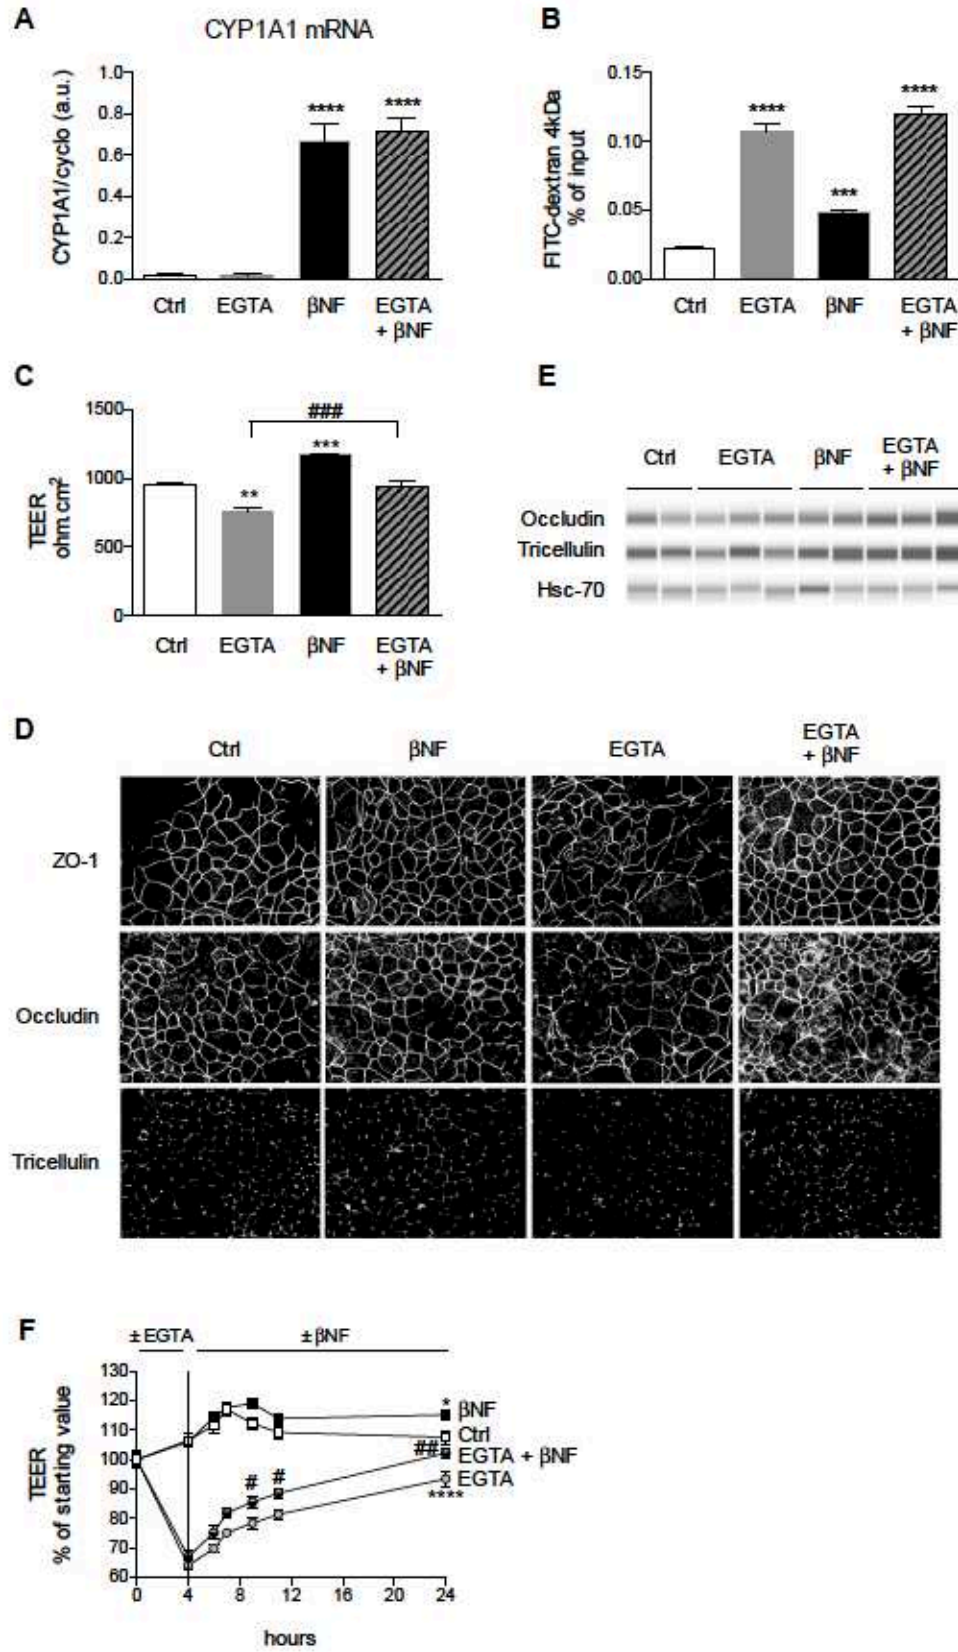 A
CYP1A1 mRNA
CYP1A1/cyclo (a.u.)
1.0
0.8
0.6
0.4
0.2
0.0
****
****
Ctrl
EGTA
βNF
EGTA
+ βNF
B
FITC-dextran 4kDa
% of input
0.15
0.10
0.05
0.00
****
***
****
Ctrl
EGTA
βNF
EGTA
+ βNF
C
TEER
ohm.cm²
1500
1000
500
0
###
**
***
Ctrl
EGTA
βNF
EGTA
+ βNF
E
Ctrl
EGTA
βNF
EGTA
+ βNF
Occludin
Tricellulin
Hsc-70
D
Ctrl
βNF
EGTA
EGTA
+ βNF
ZO-1
Occludin
Tricellulin
F
± EGTA
± βNF
TEER
% of starting value
130
120
110
100
90
80
70
60
0
4
8
12
16
20
24
hours
#
#
*
βNF
Ctrl
##
EGTA + βNF
EGTA
****